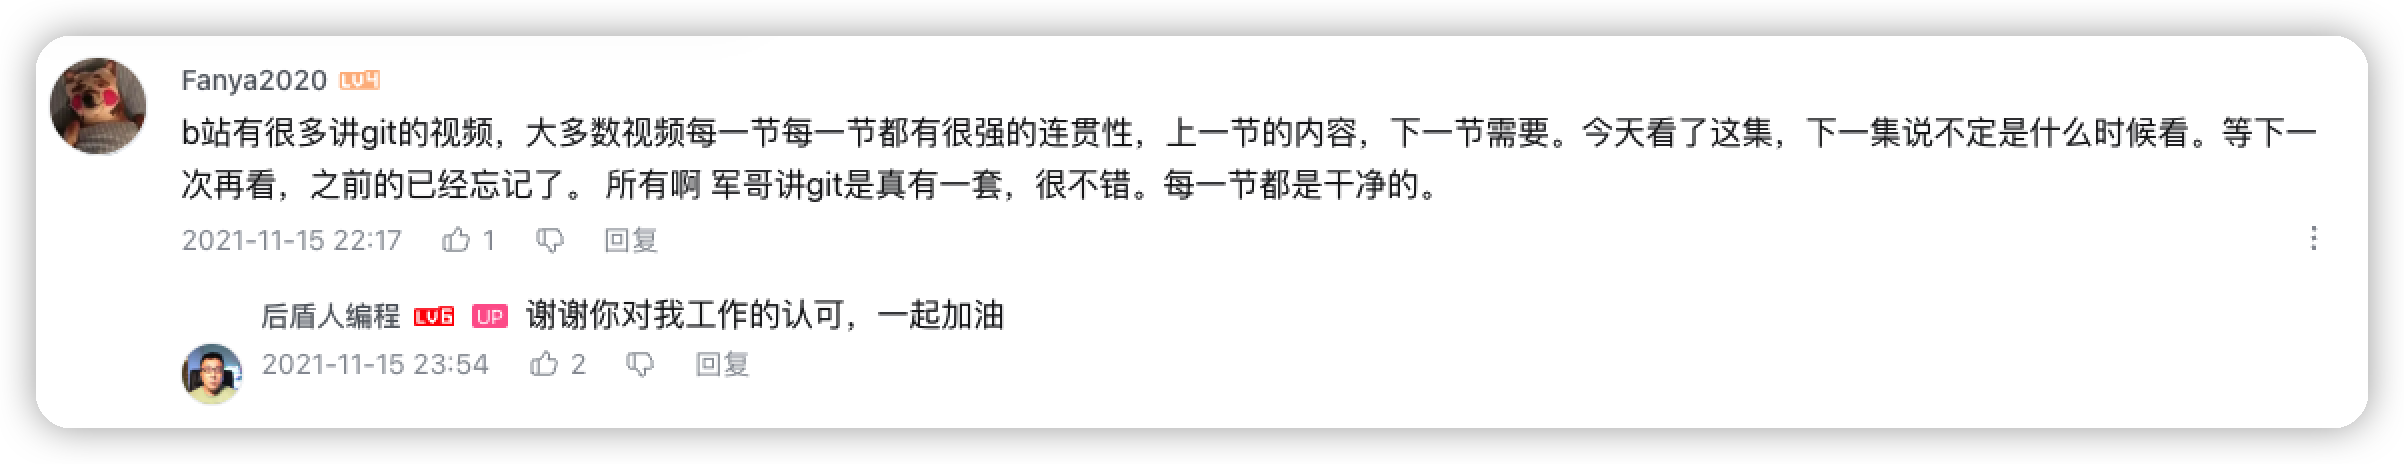 Fanya2020 LV4
b站有很多讲git的视频，大多数视频每一节每一节都有很强的连贯性，上一节的内容，下一节需要。今天看了这集，下一集说不定是什么时候看。等下一
次再看，之前的已经忘记了。 所有啊 军哥讲git是真有一套，很不错。每一节都是干净的。
2021-11-15 22:17 1 回复
后盾人编程 LV6 UP 谢谢你对我工作的认可，一起加油
2021-11-15 23:54 2 回复